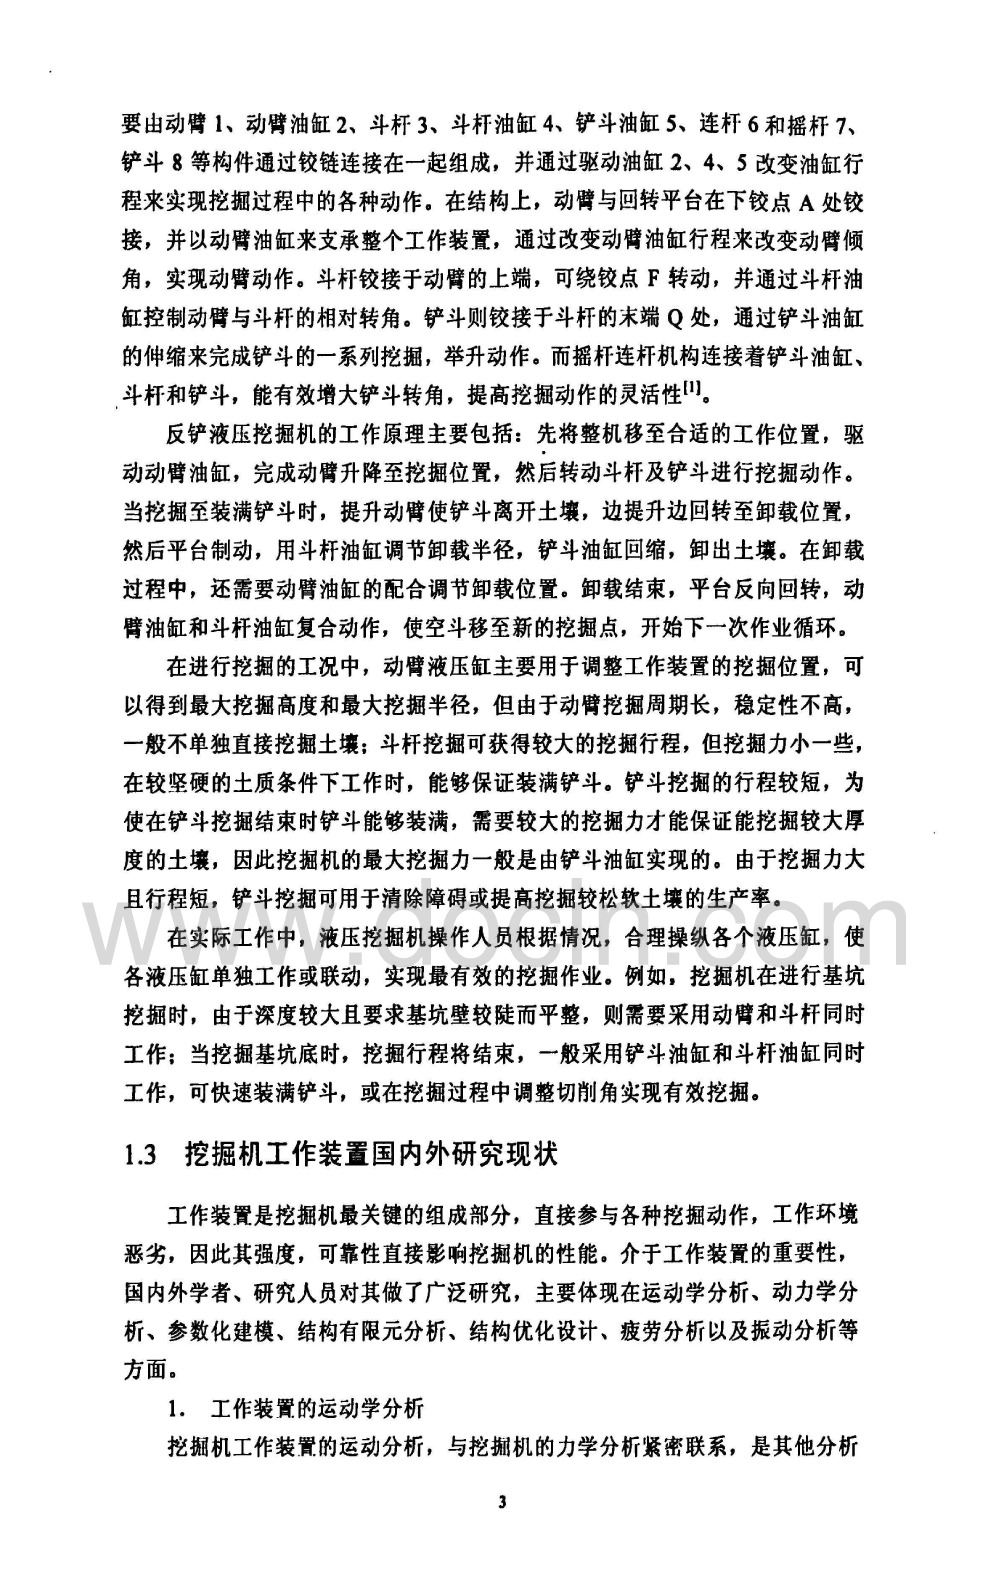 要由动臂 1、动臂油缸 2、斗杆 3、斗杆油缸 4、铲斗油缸 5、连杆 6 和摇杆 7、
铲斗 8 等构件通过铰链连接在一起组成，并通过驱动油缸 2、4、5 改变油缸行
程来实现挖掘过程中的各种动作。在结构上，动臂与回转平台在下铰点 A 处铰
接，并以动臂油缸来支承整个工作装置，通过改变动臂油缸行程来改变动臂倾
角，实现动臂动作。斗杆铰接于动臂的上端，可绕铰点 F 转动，并通过斗杆油
缸控制动臂与斗杆的相对转角。铲斗则铰接于斗杆的末端 Q 处，通过铲斗油缸
的伸缩来完成铲斗的一系列挖掘，举升动作。而摇杆连杆机构连接着铲斗油缸、
斗杆和铲斗，能有效增大铲斗转角，提高挖掘动作的灵活性[1]。
反铲液压挖掘机的工作原理主要包括：先将整机移至合适的工作位置，驱
动动臂油缸，完成动臂升降至挖掘位置，然后转动斗杆及铲斗进行挖掘动作。
当挖掘至装满铲斗时，提升动臂使铲斗离开土壤，边提升边回转至卸载位置，
然后平台制动，用斗杆油缸调节卸载半径，铲斗油缸回缩，卸出土壤。在卸载
过程中，还需要动臂油缸的配合调节卸载位置。卸载结束，平台反向回转，动
臂油缸和斗杆油缸复合动作，使空斗移至新的挖掘点，开始下一次作业循环。
在进行挖掘的工况中，动臂液压缸主要用于调整工作装置的挖掘位置，可
以得到最大挖掘高度和最大挖掘半径，但由于动臂挖掘周期长，稳定性不高，
一般不单独直接挖掘土壤；斗杆挖掘可获得较大的挖掘行程，但挖掘力小一些，
在较坚硬的土质条件下工作时，能够保证装满铲斗。铲斗挖掘的行程较短，为
使在铲斗挖掘结束时铲斗能够装满，需要较大的挖掘力才能保证能挖掘较大厚
度的土壤，因此挖掘机的最大挖掘力一般是由铲斗油缸实现的。由于挖掘力大
且行程短，铲斗挖掘可用于清除障碍或提高挖掘较松软土壤的生产率。
www.docin.com
在实际工作中，液压挖掘机操作人员根据情况，合理操纵各个液压缸，使
各液压缸单独工作或联动，实现最有效的挖掘作业。例如，挖掘机在进行基坑
挖掘时，由于深度较大且要求基坑壁较陡而平整，则需要采用动臂和斗杆同时
工作；当挖掘基坑底时，挖掘行程将结束，一般采用铲斗油缸和斗杆油缸同时
工作，可快速装满铲斗，或在挖掘过程中调整切削角实现有效挖掘。
1.3 挖掘机工作装置国内外研究现状
工作装置是挖掘机最关键的组成部分，直接参与各种挖掘动作，工作环境
恶劣，因此其强度，可靠性直接影响挖掘机的性能。介于工作装置的重要性，
国内外学者、研究人员对其做了广泛研究，主要体现在运动学分析、动力学分
析、参数化建模、结构有限元分析、结构优化设计、疲劳分析以及振动分析等
方面。
1. 工作装置的运动学分析
挖掘机工作装置的运动分析，与挖掘机的力学分析紧密联系，是其他分析
3